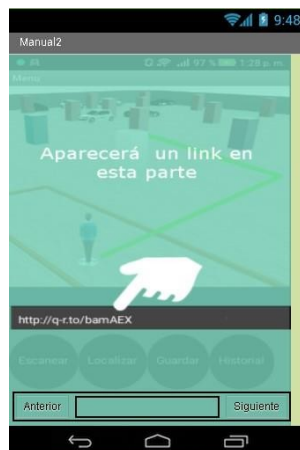 9:48
Manual2
97 % 1:28 p. m.
Menu
Aparecerá un link en
esta parte
http://q-r.to/bamAEX
Escanear Localizar Guardar Historial
Anterior Siguiente